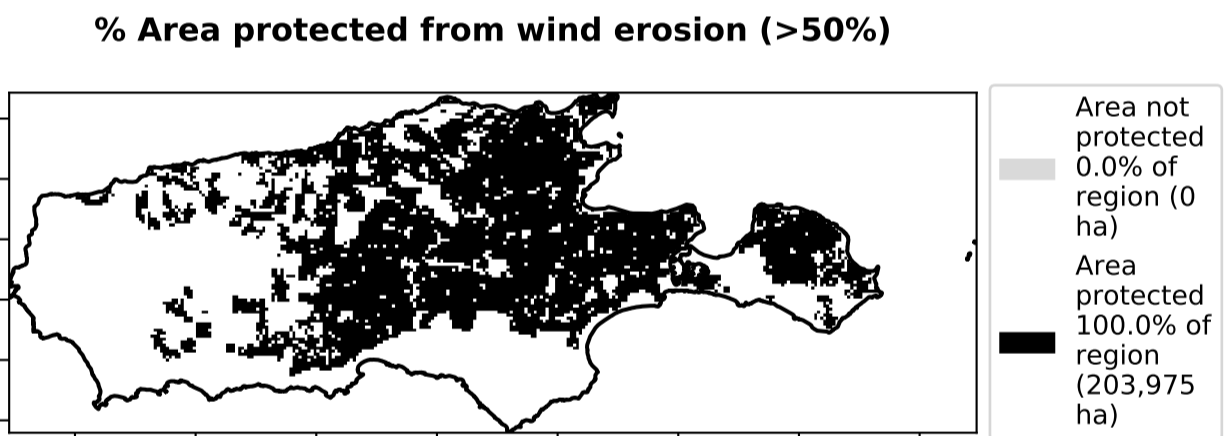 % Area protected from wind erosion (>50%)
Area not
protected
0.0% of
region (0
ha)
Area
protected
100.0% of
region
(203,975
ha)